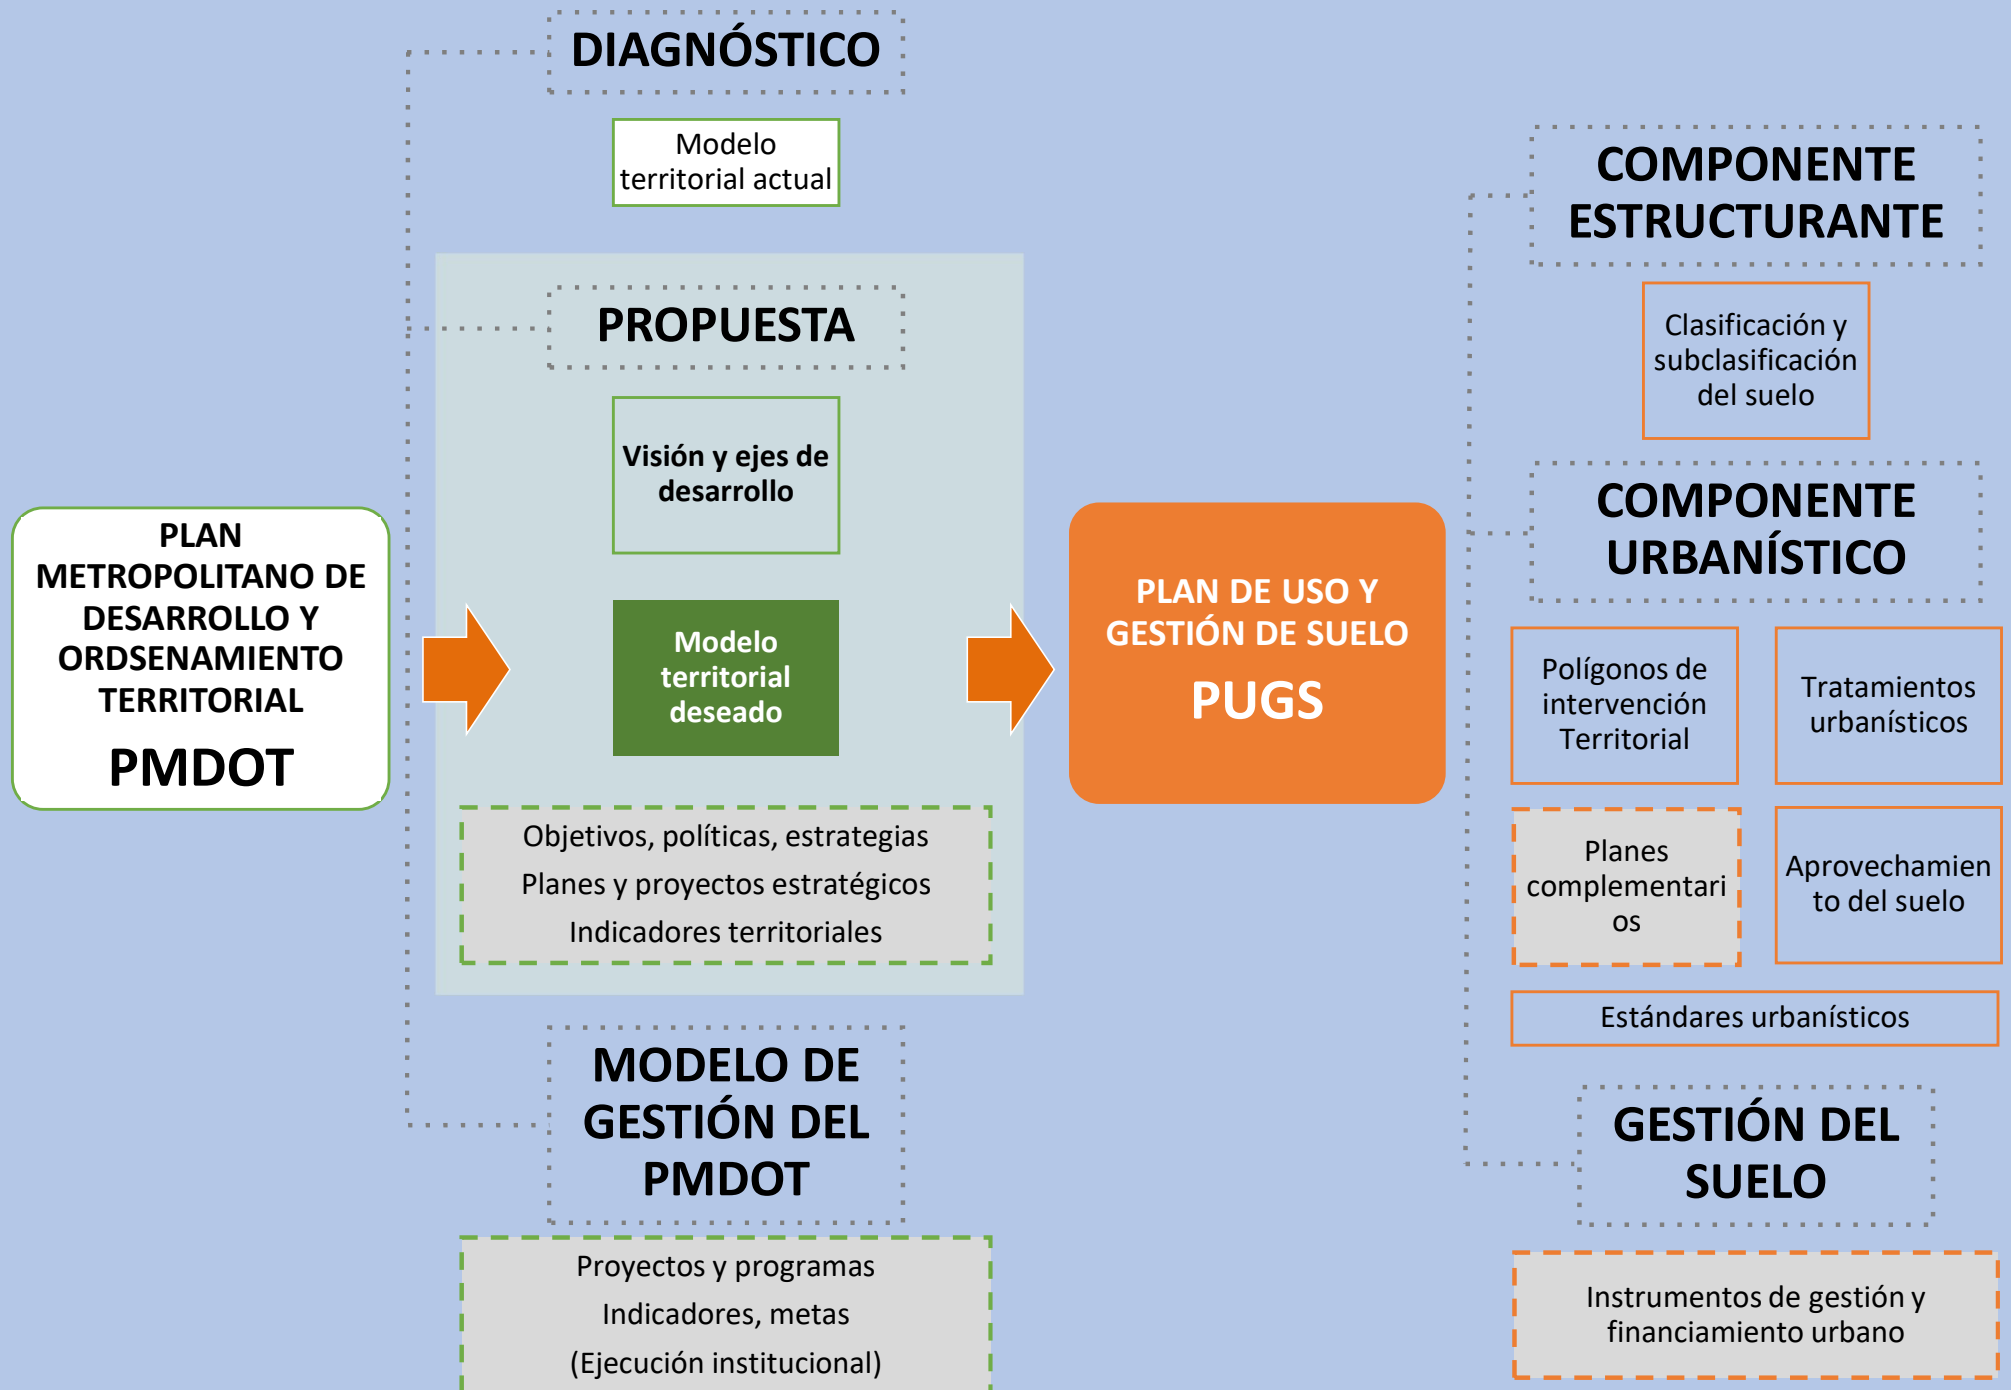 PLAN
METROPOLITANO DE
DESARROLLO Y
ORDSENAMIENTO
TERRITORIAL
PMDOT
DIAGNÓSTICO
Modelo
territorial actual
PROPUESTA
Visión y ejes de
desarrollo
Modelo
territorial
deseado
Objetivos, políticas, estrategias
Planes y proyectos estratégicos
Indicadores territoriales
MODELO DE
GESTIÓN DEL
PMDOT
Proyectos y programas
Indicadores, metas
(Ejecución institucional)
PLAN DE USO Y
GESTIÓN DE SUELO
PUGS
COMPONENTE
ESTRUCTURANTE
Clasificación y
subclasificación
del suelo
COMPONENTE
URBANÍSTICO
Polígonos de
intervención
Territorial
Tratamientos
urbanísticos
Planes
complementari
os
Aprovechamien
to del suelo
Estándares urbanísticos
GESTIÓN DEL
SUELO
Instrumentos de gestión y
financiamiento urbano